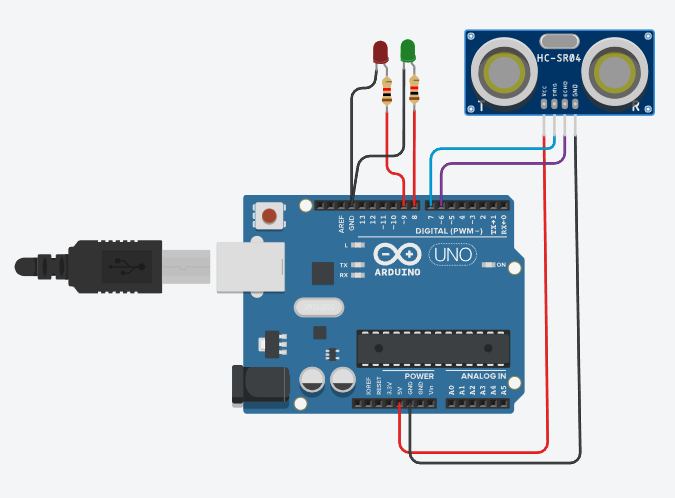 HC-SR04
VCC
TRIG
ECHO
GND
T
R
AREF
GND
13
12
~11
~10
~9
8
7
~6
~5
4
~3
2
TX→1
RX←0
DIGITAL (PWM~)
L
TX
RX
ARDUINO
UNO
ON
POWER
ANALOG IN
IOREF
RESET
3.3V
5V
GND
GND
Vin
A0
A1
A2
A3
A4
A5